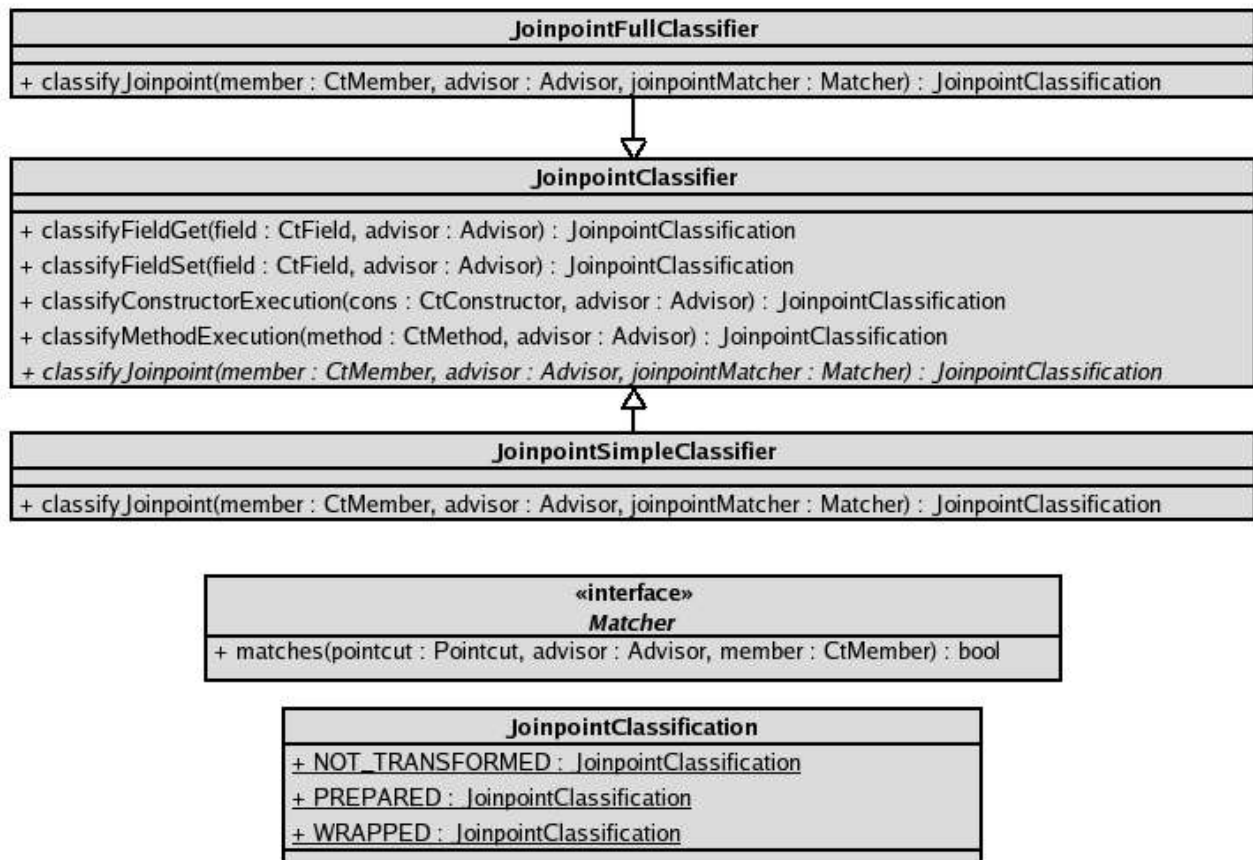 JoinpointFullClassifier
+ classifyJoinpoint(member : CtMember, advisor : Advisor, joinpointMatcher : Matcher) : JoinpointClassification
JoinpointClassifier
+ classifyFieldGet(field : CtField, advisor : Advisor) : JoinpointClassification
+ classifyFieldSet(field : CtField, advisor : Advisor) : JoinpointClassification
+ classifyConstructorExecution(cons : CtConstructor, advisor : Advisor) : JoinpointClassification
+ classifyMethodExecution(method : CtMethod, advisor : Advisor) : JoinpointClassification
+ classifyJoinpoint(member : CtMember, advisor : Advisor, joinpointMatcher : Matcher) : JoinpointClassification
JoinpointSimpleClassifier
+ classifyJoinpoint(member : CtMember, advisor : Advisor, joinpointMatcher : Matcher) : JoinpointClassification
«interface»
Matcher
+ matches(pointcut : Pointcut, advisor : Advisor, member : CtMember) : bool
JoinpointClassification
+ NOT_TRANSFORMED : JoinpointClassification
+ PREPARED : JoinpointClassification
+ WRAPPED : JoinpointClassification